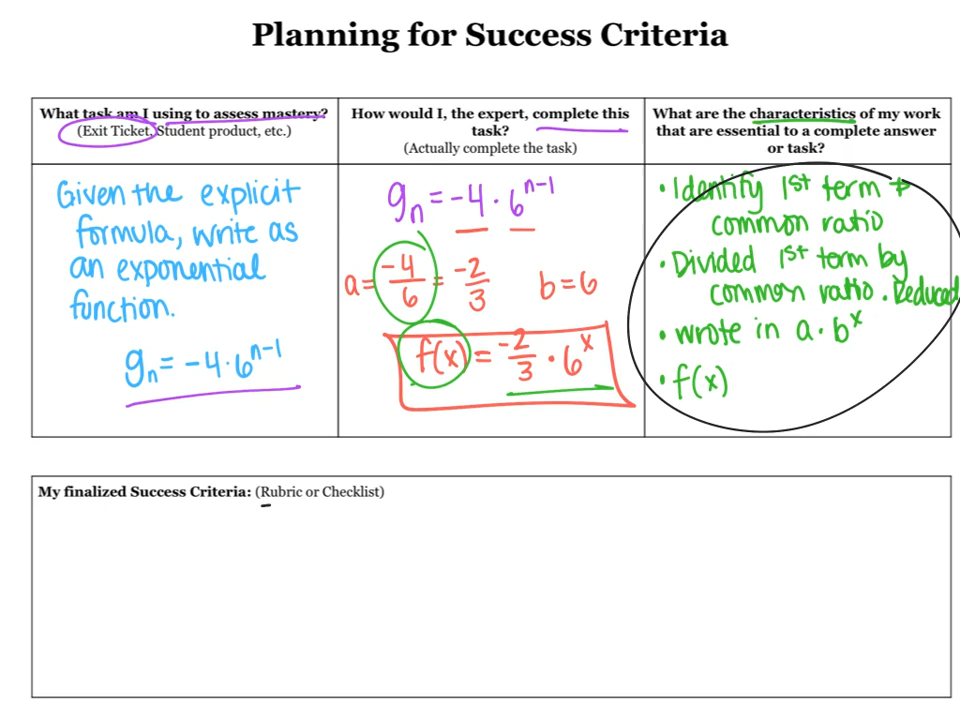 Planning for Success Criteria
What task am I using to assess mastery?
(Exit Ticket, Student product, etc.)
How would I, the expert, complete this
task?
(Actually complete the task)
What are the characteristics of my work
that are essential to a complete answer
or task?
Given the explicit
formula, write as
an exponential
function.
gₙ = -4 · 6ⁿ⁻¹
gₙ = -4 · 6ⁿ⁻¹
a = -4/6 = -2/3 b = 6
f(x) = -2/3 · 6ˣ
• Identify 1st term +
common ratio
• Divided 1st term by
common ratio. Reduced
• wrote in a · bˣ
• f(x)
My finalized Success Criteria: (Rubric or Checklist)